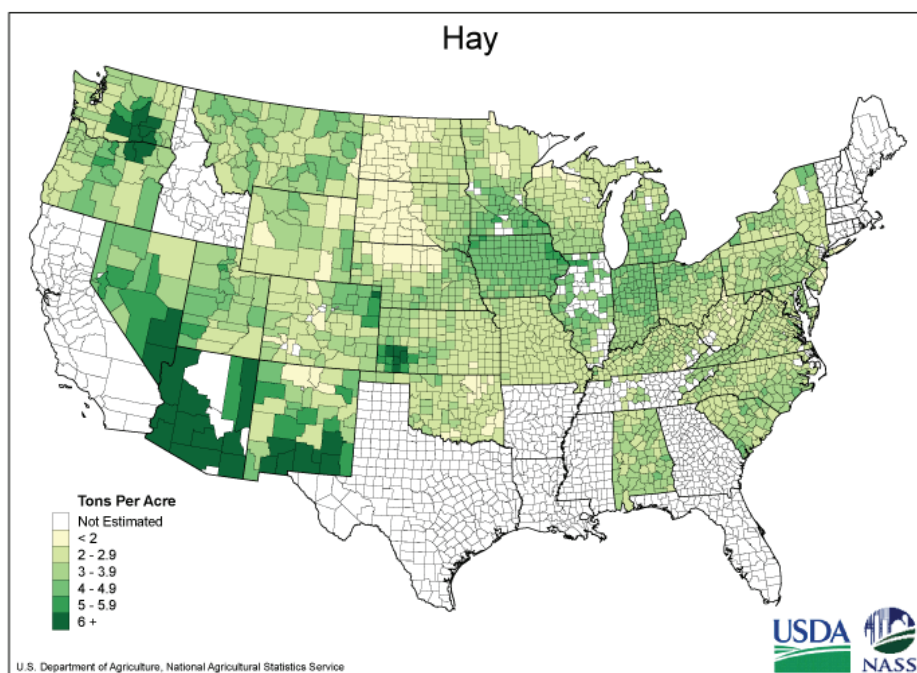 Hay
Tons Per Acre
Not Estimated
< 2
2 - 2.9
3 - 3.9
4 - 4.9
5 - 5.9
6 +
U.S. Department of Agriculture, National Agricultural Statistics Service
USDA
NASS